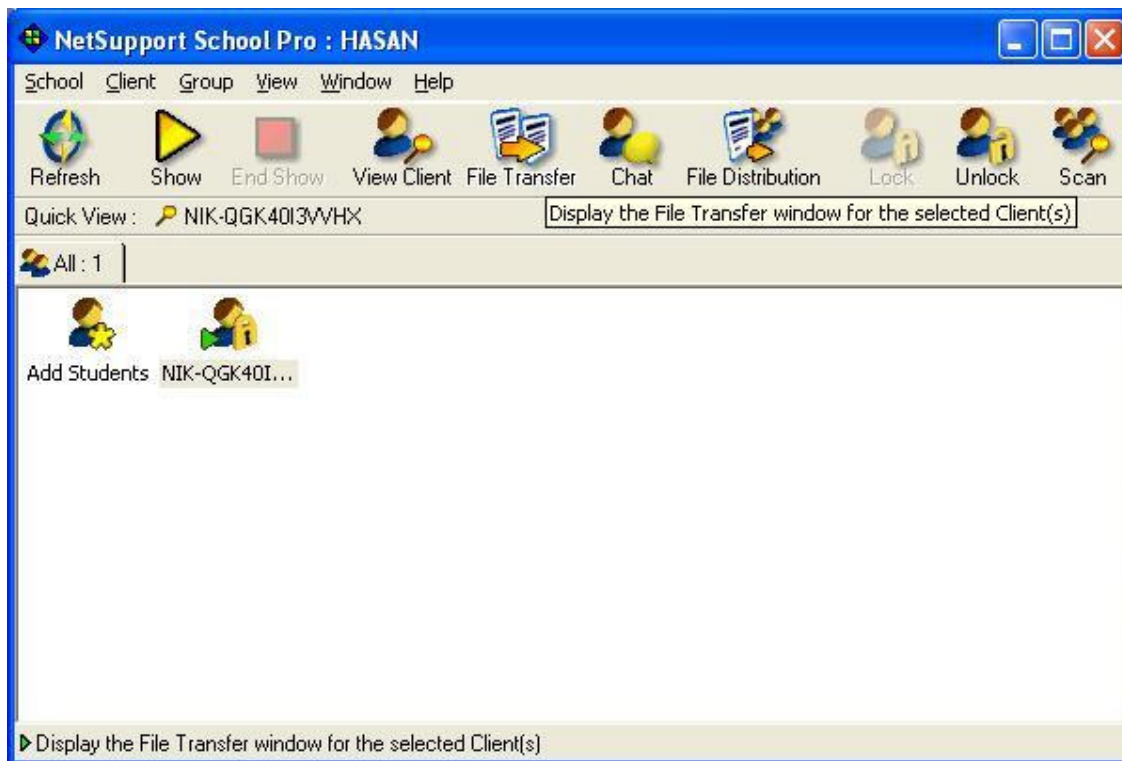 NetSupport School Pro : HASAN
School Client Group View Window Help
Refresh Show End Show View Client File Transfer Chat File Distribution Lock Unlock Scan
Quick View : NIK-QGK40I3VVHX
Display the File Transfer window for the selected Client(s)
All : 1
Add Students NIK-QGK40I...
Display the File Transfer window for the selected Client(s)